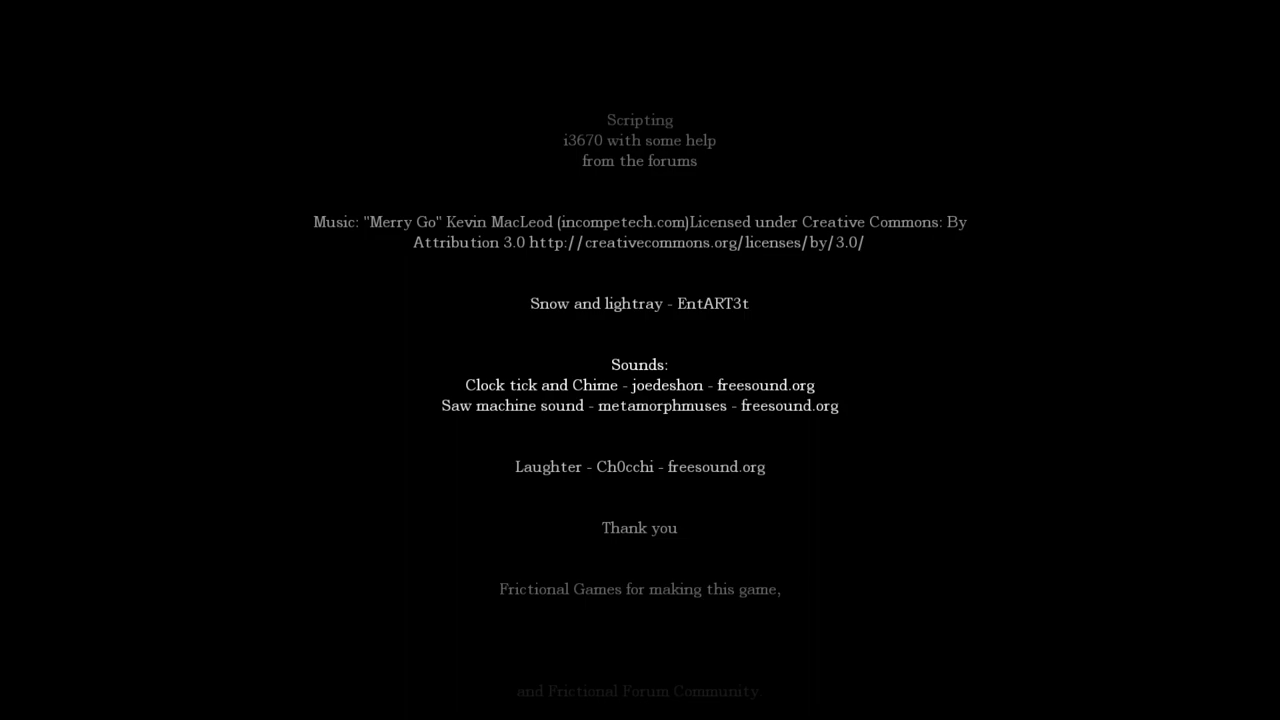 Scripting
i3670 with some help
from the forums
Music: "Merry Go" Kevin MacLeod (incompetech.com)Licensed under Creative Commons: By
Attribution 3.0 http://creativecommons.org/licenses/by/3.0/
Snow and lightray - EntART3t
Sounds:
Clock tick and Chime - joedeshon - freesound.org
Saw machine sound - metamorphmuses - freesound.org
Laughter - Ch0cchi - freesound.org
Thank you
Frictional Games for making this game,
and Frictional Forum Community.